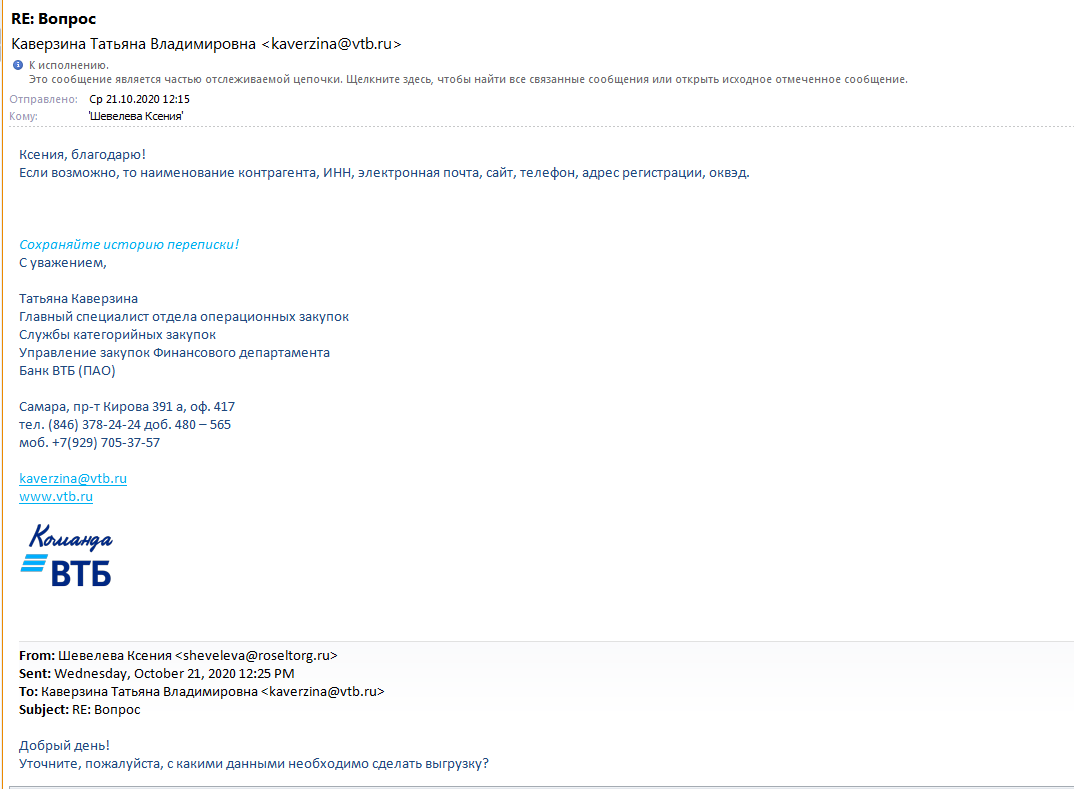 RE: Вопрос
Каверзина Татьяна Владимировна <kaverzina@vtb.ru>
К исполнению.
Это сообщение является частью отслеживаемой цепочки. Щелкните здесь, чтобы найти все связанные сообщения или открыть исходное отмеченное сообщение.
Отправлено: Ср 21.10.2020 12:15
Кому: 'Шевелева Ксения'
Ксения, благодарю!
Если возможно, то наименование контрагента, ИНН, электронная почта, сайт, телефон, адрес регистрации, оквэд.
Сохраняйте историю переписки!
С уважением,
Татьяна Каверзина
Главный специалист отдела операционных закупок
Службы категорийных закупок
Управление закупок Финансового департамента
Банк ВТБ (ПАО)
Самара, пр-т Кирова 391 а, оф. 417
тел. (846) 378-24-24 доб. 480 – 565
моб. +7(929) 705-37-57
kaverzina@vtb.ru
www.vtb.ru
Команда
ВТБ
From: Шевелева Ксения <sheveleva@roseltorg.ru>
Sent: Wednesday, October 21, 2020 12:25 PM
To: Каверзина Татьяна Владимировна <kaverzina@vtb.ru>
Subject: RE: Вопрос
Добрый день!
Уточните, пожалуйста, с какими данными необходимо сделать выгрузку?